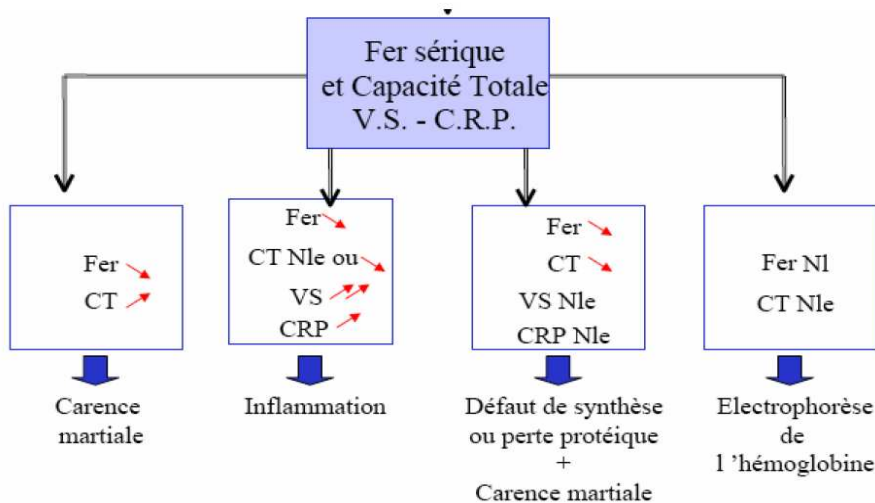 Fer sérique
et Capacité Totale
V.S. - C.R.P.
Fer
CT
Carence
martiale
Fer
CT Nle ou
VS
CRP
Inflammation
Fer
CT
VS Nle
CRP Nle
Défaut de synthèse
ou perte protéique
+
Carence martiale
Fer Nl
CT Nle
Electrophorèse
de
l ’hémoglobine